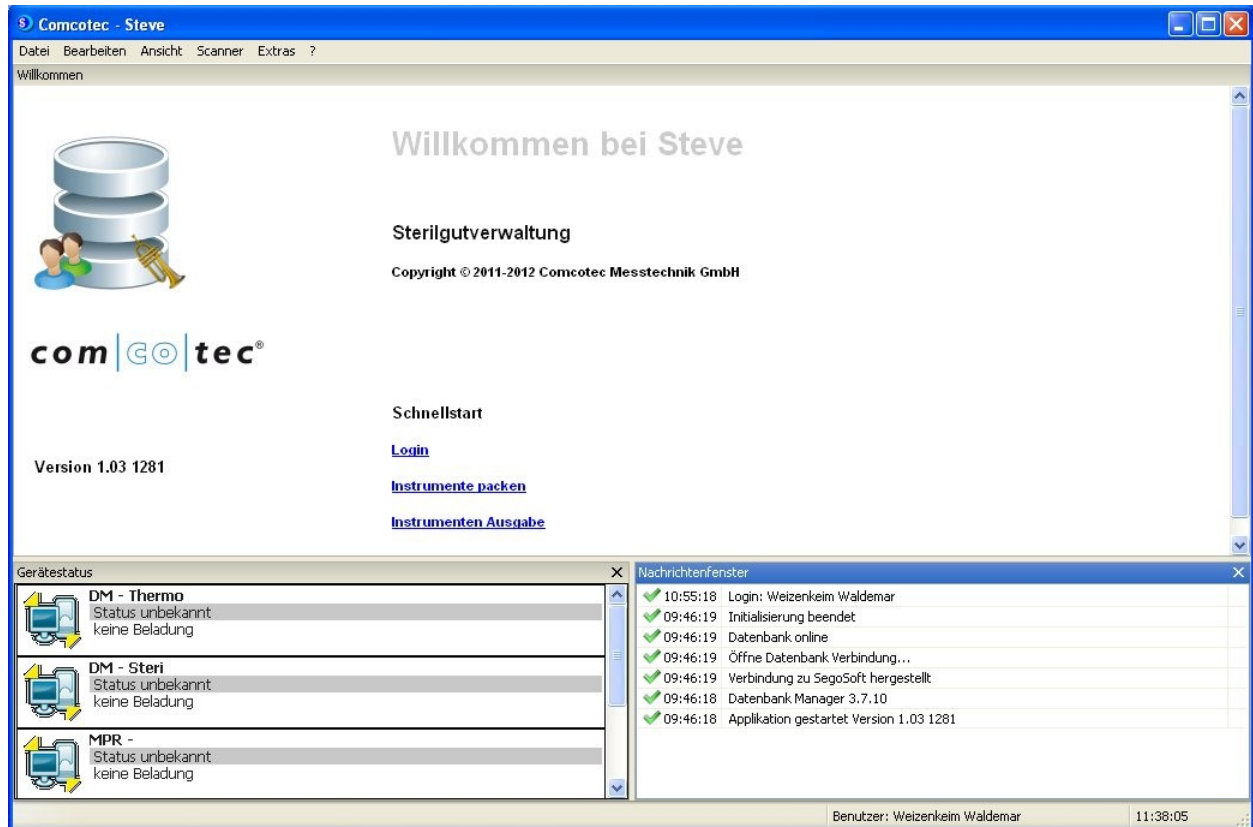 Comcotec - Steve
Datei Bearbeiten Ansicht Scanner Extras ?
Willkommen
Willkommen bei Steve
Sterilgutverwaltung
Copyright © 2011-2012 Comcotec Messtechnik GmbH
com|co|tec®
Schnellstart
Login
Version 1.03 1281
Instrumente packen
Instrumenten Ausgabe
Gerätestatus
DM - Thermo
Status unbekannt
keine Beladung
DM - Steri
Status unbekannt
keine Beladung
MPR -
Status unbekannt
keine Beladung
Nachrichtenfenster
10:55:18 Login: Weizenkeim Waldemar
09:46:19 Initialisierung beendet
09:46:19 Datenbank online
09:46:19 Öffne Datenbank Verbindung...
09:46:19 Verbindung zu SegoSoft hergestellt
09:46:18 Datenbank Manager 3.7.10
09:46:18 Applikation gestartet Version 1.03 1281
Benutzer: Weizenkeim Waldemar 11:38:05